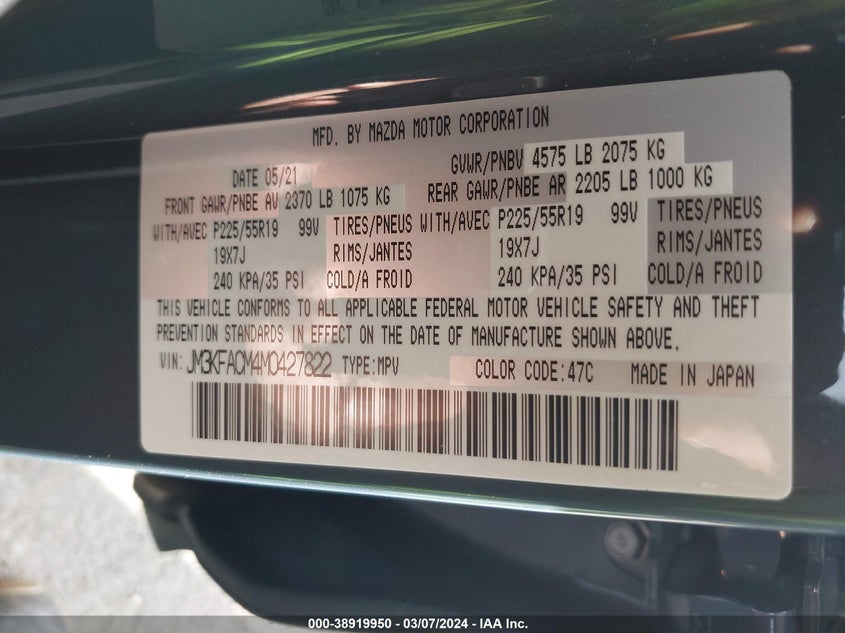 MFD. BY MAZDA MOTOR CORPORATION
DATE 05/21 GVWR/PNBV 4575 LB 2075 KG
FRONT GAWR/PNBE AV 2370 LB 1075 KG REAR GAWR/PNBE AR 2205 LB 1000 KG
WITH/AVEC P225/55R19 99V TIRES/PNEUS WITH/AVEC P225/55R19 99V TIRES/PNEUS
19X7J RIMS/JANTES 19X7J RIMS/JANTES
240 KPA/35 PSI COLD/A FROID 240 KPA/35 PSI COLD/A FROID
THIS VEHICLE CONFORMS TO ALL APPLICABLE FEDERAL MOTOR VEHICLE SAFETY AND THEFT
PREVENTION STANDARDS IN EFFECT ON THE DATE OF MANUFACTURE SHOWN ABOVE.
VIN: JM3KFACM4M0427822 TYPE:MPV COLOR CODE:47C MADE IN JAPAN
000-38919950 - 03/07/2024 - IAA Inc.